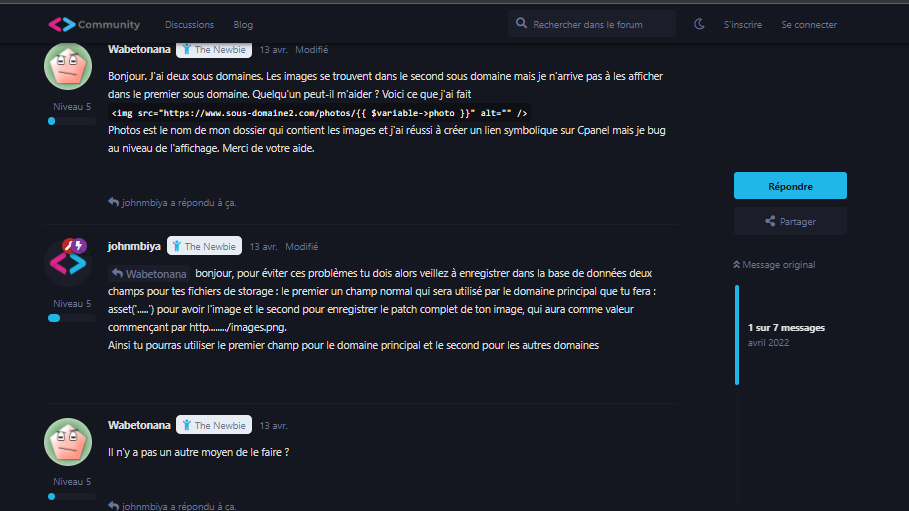 Community Discussions Blog Rechercher dans le forum S'inscrire Se connecter
Wabetonana The Newbie 13 avr. Modifié
Niveau 5
Bonjour. J'ai deux sous domaines. Les images se trouvent dans le second sous domaine mais je n'arrive pas à les afficher
dans le premier sous domaine. Quelqu'un peut-il m'aider ? Voici ce que j'ai fait
<img src="https://www.sous-domaine2.com/photos/{{ $variable->photo }}" alt="" />
Photos est le nom de mon dossier qui contient les images et j'ai réussi à créer un lien symbolique sur Cpanel mais je bug
au niveau de l'affichage. Merci de votre aide.
johnmbiya a répondu à ça.
johnmbiya The Newbie 13 avr. Modifié
Niveau 5
Wabetonana bonjour, pour éviter ces problèmes tu dois alors veillez à enregistrer dans la base de données deux
champs pour tes fichiers de storage : le premier un champ normal qui sera utilisé par le domaine principal que tu fera :
asset('.....') pour avoir l'image et le second pour enregistrer le patch complet de ton image, qui aura comme valeur
commençant par http......../images.png.
Ainsi tu pourras utiliser le premier champ pour le domaine principal et le second pour les autres domaines
Wabetonana The Newbie 13 avr.
Niveau 5
Il n'y a pas un autre moyen de le faire ?
johnmbiya a répondu à ça.
Répondre
Partager
Message original
1 sur 7 messages
avril 2022